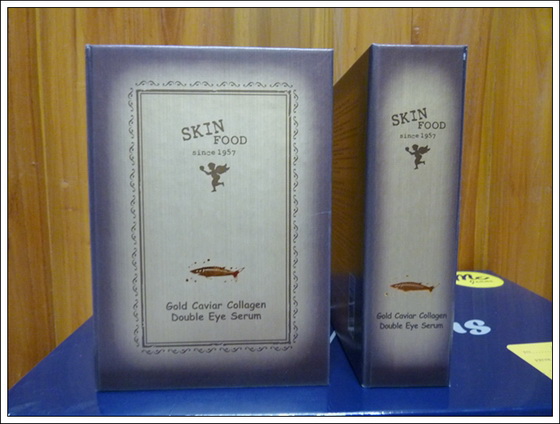 SKIN
FOOD
since 1957
Gold Caviar Collagen
Double Eye Serum
SKIN
FOOD
since 1957
Gold Caviar Collagen
Double Eye Serum